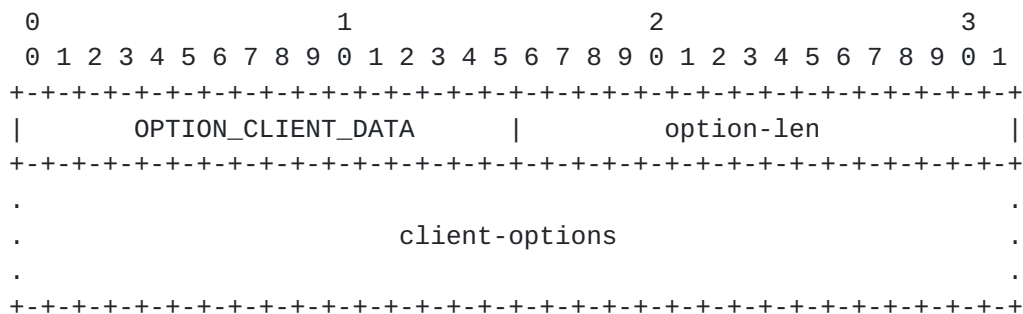 0                   1                   2                   3
 0 1 2 3 4 5 6 7 8 9 0 1 2 3 4 5 6 7 8 9 0 1 2 3 4 5 6 7 8 9 0 1
+-+-+-+-+-+-+-+-+-+-+-+-+-+-+-+-+-+-+-+-+-+-+-+-+-+-+-+-+-+-+-+-+
|       OPTION_CLIENT_DATA      |         option-len            |
+-+-+-+-+-+-+-+-+-+-+-+-+-+-+-+-+-+-+-+-+-+-+-+-+-+-+-+-+-+-+-+-+
.                                                               .
.                        client-options                         .
.                                                               .
+-+-+-+-+-+-+-+-+-+-+-+-+-+-+-+-+-+-+-+-+-+-+-+-+-+-+-+-+-+-+-+-+